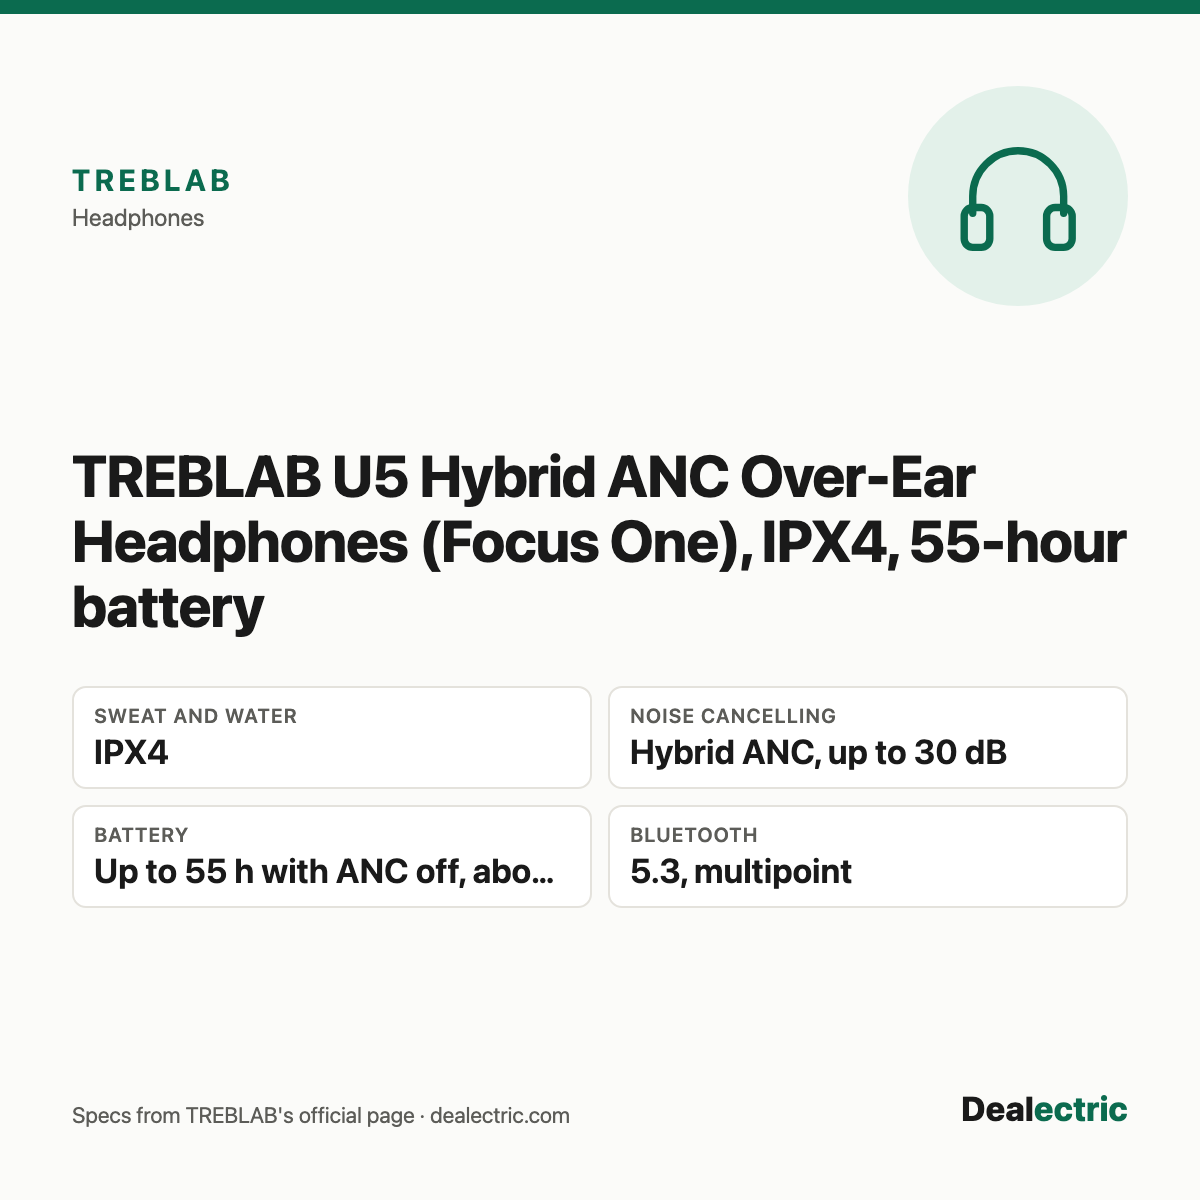 TREBLAB
Headphones
TREBLAB U5 Hybrid ANC Over-Ear
Headphones (Focus One), IPX4, 55-hour
battery
SWEAT AND WATER
IPX4
NOISE CANCELLING
Hybrid ANC, up to 30 dB
BATTERY
Up to 55 h with ANC off, abo...
BLUETOOTH
5.3, multipoint
Specs from TREBLAB's official page · dealectric.com
Dealectric